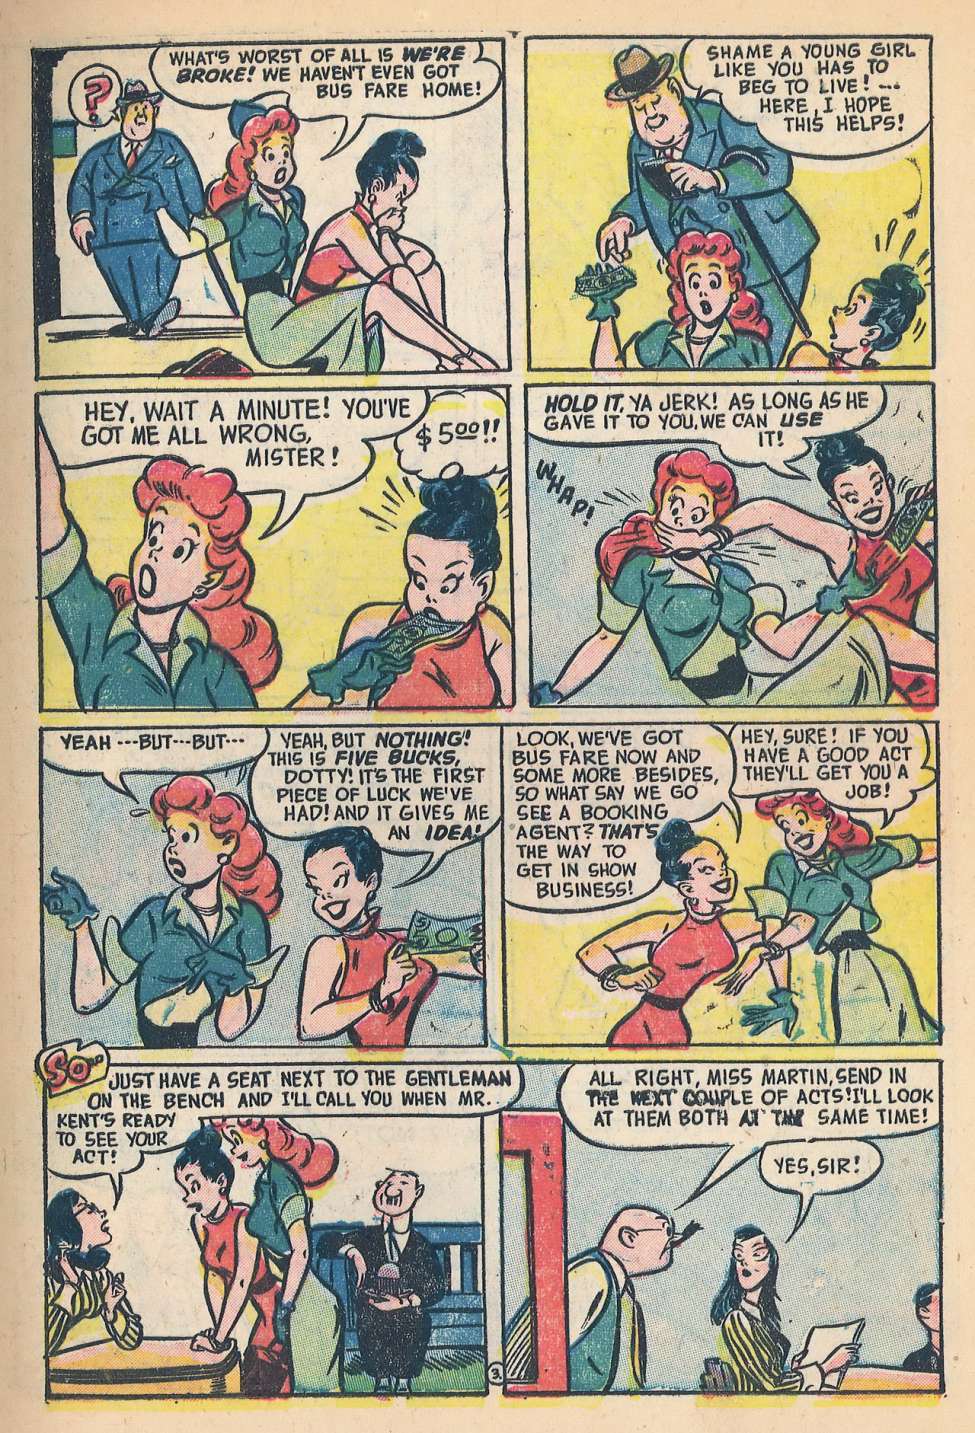 WHAT'S WORST OF ALL IS WE'RE
BROKE! WE HAVEN'T EVEN GOT
BUS FARE HOME!
?
SHAME A YOUNG GIRL
LIKE YOU HAS TO
BEG TO LIVE! --
HERE, I HOPE
THIS HELPS!
HEY, WAIT A MINUTE! YOU'VE
GOT ME ALL WRONG,
MISTER!
$5.00!!
HOLD IT, YA JERK! AS LONG AS HE
GAVE IT TO YOU, WE CAN USE
IT!
WHAP!
YEAH ---BUT---BUT---
YEAH, BUT NOTHING!
THIS IS FIVE BUCKS,
DOTTY! IT'S THE FIRST
PIECE OF LUCK WE'VE
HAD! AND IT GIVES ME
AN IDEA!
5
LOOK, WE'VE GOT
BUS FARE NOW AND
SOME MORE BESIDES,
SO WHAT SAY WE GO
SEE A BOOKING
AGENT? THAT'S
THE WAY TO
GET IN SHOW
BUSINESS!
HEY, SURE! IF YOU
HAVE A GOOD ACT
THEY'LL GET YOU A
JOB!
SO--
JUST HAVE A SEAT NEXT TO THE GENTLEMAN
ON THE BENCH AND I'LL CALL YOU WHEN MR.
KENT'S READY
TO SEE YOUR
ACT!
3
ALL RIGHT, MISS MARTIN, SEND IN
THE NEXT COUPLE OF ACTS! I'LL LOOK
AT THEM BOTH AT THE SAME TIME!
YES, SIR!